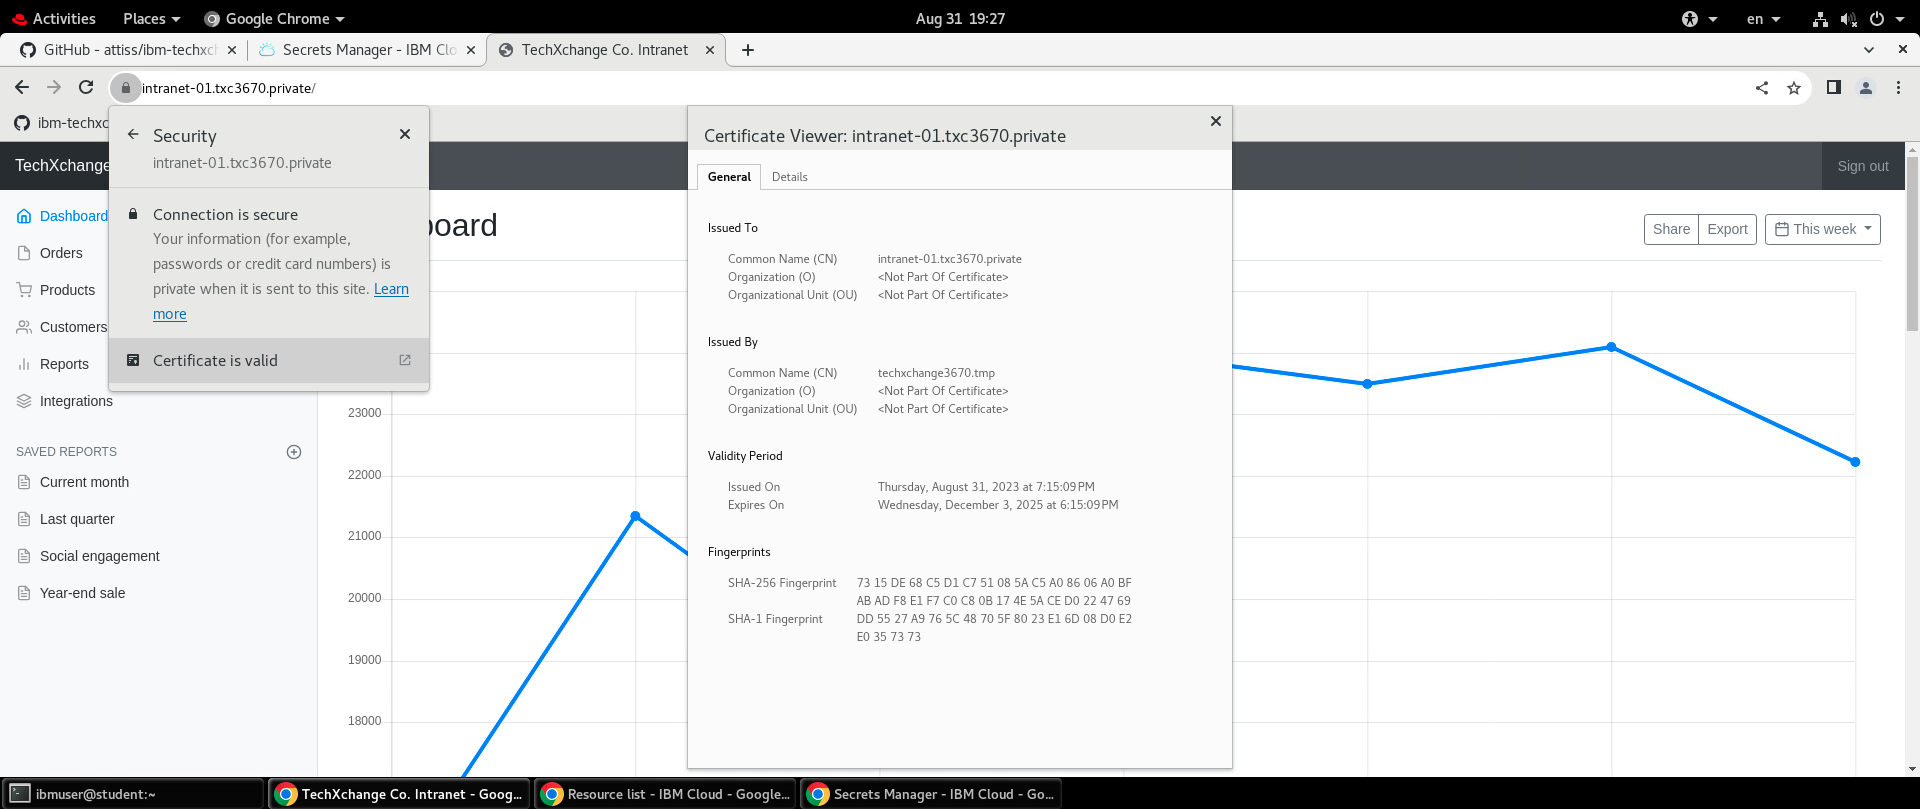 Activities Places Google Chrome Aug 31 19:27 en
GitHub - attiss/ibm-techxch Secrets Manager - IBM Clo TechXchange Co. Intranet
intranet-01.txc3670.private/
ibm-techxc
Security
intranet-01.txc3670.private
Connection is secure
Your information (for example,
passwords or credit card numbers) is
private when it is sent to this site. Learn
more
Certificate is valid
TechXchange
Sign out
Dashboard
Orders
Products
Customers
Reports
Integrations
SAVED REPORTS
Current month
Last quarter
Social engagement
Year-end sale
board
Share Export This week
23000
22000
21000
20000
19000
18000
Certificate Viewer: intranet-01.txc3670.private
General Details
Issued To
Common Name (CN) intranet-01.txc3670.private
Organization (O) <Not Part Of Certificate>
Organizational Unit (OU) <Not Part Of Certificate>
Issued By
Common Name (CN) techxchange3670.tmp
Organization (O) <Not Part Of Certificate>
Organizational Unit (OU) <Not Part Of Certificate>
Validity Period
Issued On Thursday, August 31, 2023 at 7:15:09 PM
Expires On Wednesday, December 3, 2025 at 6:15:09 PM
Fingerprints
SHA-256 Fingerprint 73 15 DE 68 C5 D1 C7 51 08 5A C5 A0 86 06 A0 BF
AB AD F8 E1 F7 C0 C8 0B 17 4E 5A CE D0 22 47 69
SHA-1 Fingerprint DD 55 27 A9 76 5C 48 70 5F 80 23 E1 6D 08 D0 E2
E0 35 73 73
ibmuser@student:~ TechXchange Co. Intranet - Goog... Resource list - IBM Cloud - Google... Secrets Manager - IBM Cloud - Go...